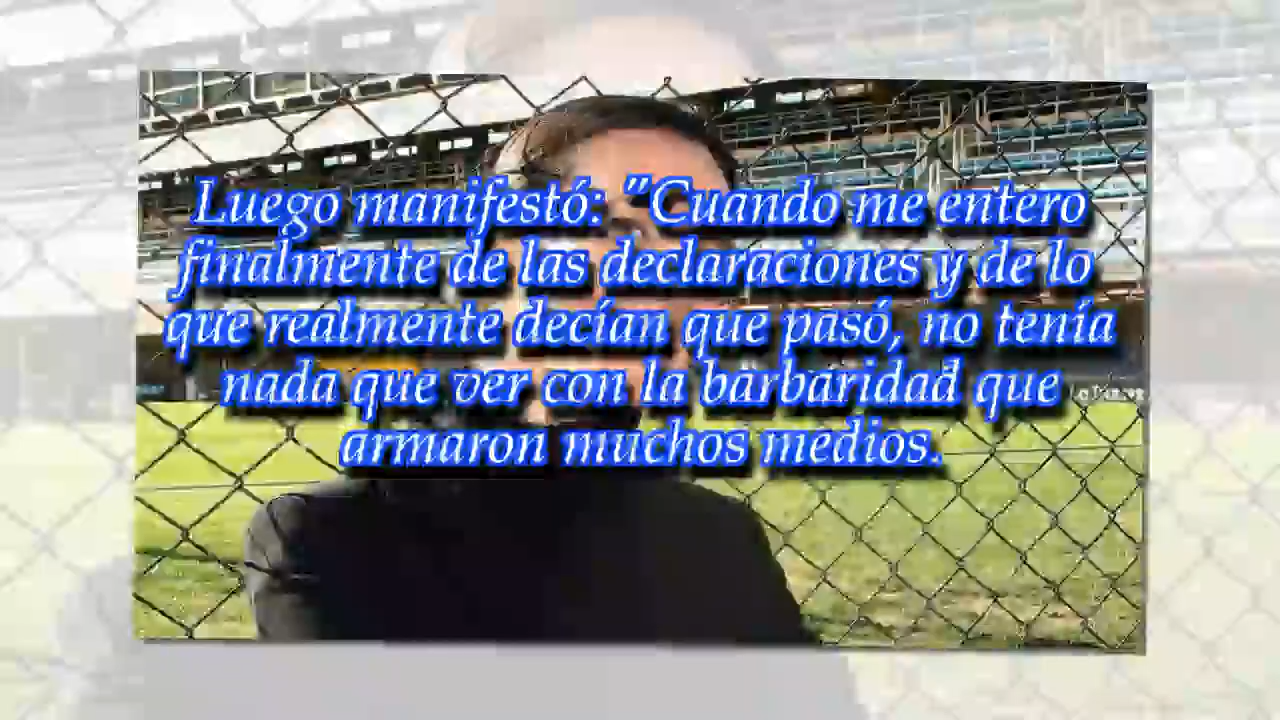 Luego manifestó: "Cuando me entero
finalmente de las declaraciones y de lo
que realmente decían que pasó, no tenía
nada que ver con la barbaridad que
armaron muchos medios.